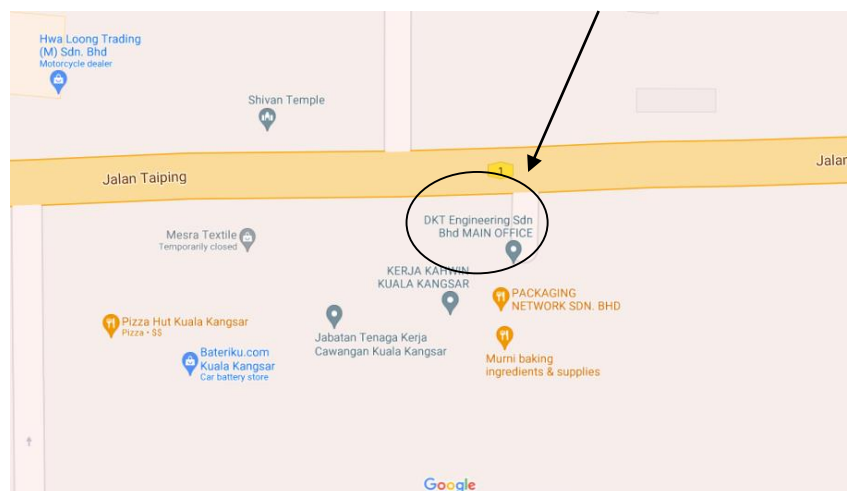 Hwa Loong Trading
(M) Sdn. Bhd
Motorcycle dealer
Shivan Temple
1
Jalan Taiping
Jalan
DKT Engineering Sdn
Bhd MAIN OFFICE
Mesra Textile
Temporarily closed
KERJA KAHWIN
KUALA KANGSAR
PACKAGING
NETWORK SDN. BHD
Pizza Hut Kuala Kangsar
Pizza • $$
Jabatan Tenaga Kerja
Cawangan Kuala Kangsar
Bateriku.com
Kuala Kangsar
Car battery store
Murni baking
ingredients & supplies
Google